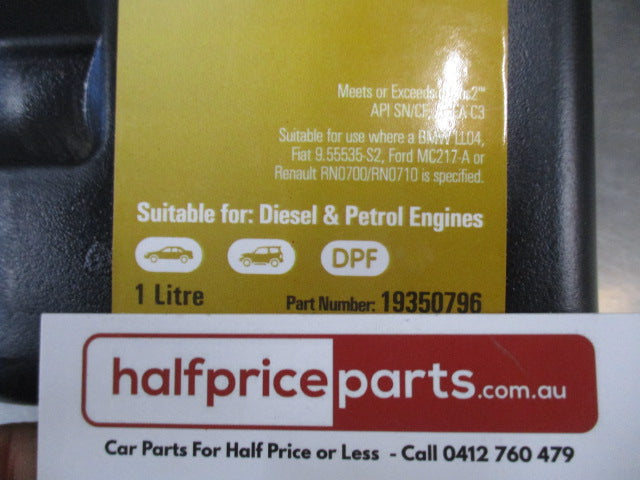 Meets or Exceeds
API SN/CF C3
Suitable for use where a BMW LL04,
Fiat 9.55535-S2, Ford MC217-A or
Renault RN0700/RN0710 is specified.
Suitable for: Diesel & Petrol Engines
DPF
1 Litre Part Number: 19350796
halfpriceparts.com.au
Car Parts For Half Price or Less - Call 0412 760 479